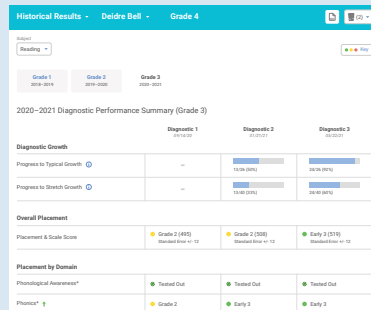 Historical Results
Deidre Bell
Grade 4
(2)
Subject
Reading
Key
Grade 1
2018–2019
Grade 2
2019–2020
Grade 3
2020–2021
2020–2021 Diagnostic Performance Summary (Grade 3)
Diagnostic 1
Diagnostic 2
Diagnostic 3
Diagnostic Growth
Progress to Typical Growth
–
13/26 (50%)
24/26 (92%)
Progress to Stretch Growth
–
13/40 (33%)
24/40 (60%)
Overall Placement
Placement & Scale Score
Grade 2 (495)
Standard Error +/- 12
Grade 2 (508)
Standard Error +/- 12
Early 3 (519)
Standard Error +/- 12
Placement by Domain
Phonological Awareness*
Tested Out
Tested Out
Tested Out
Phonics* †
Grade 2
Early 3
Early 3